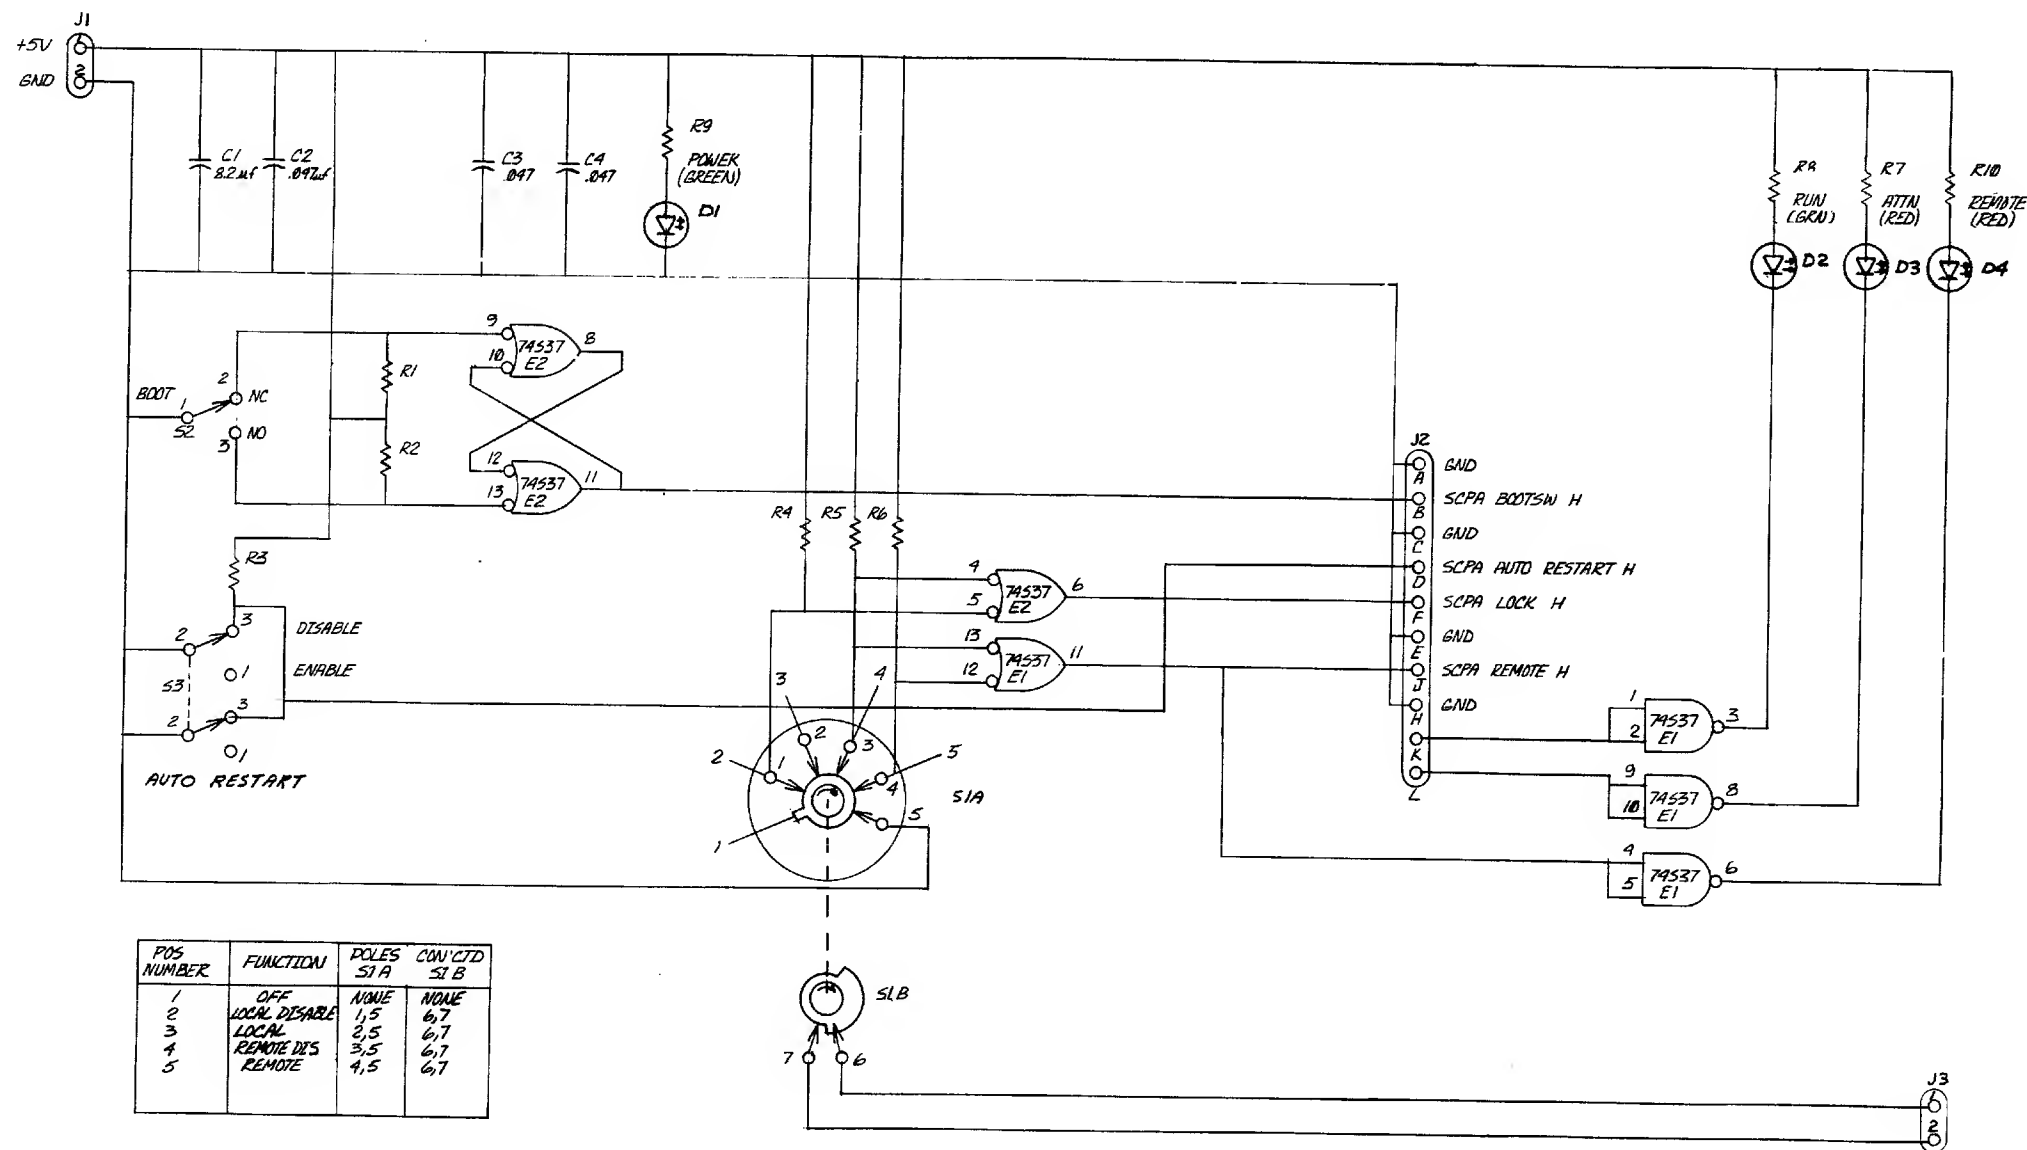 J1
+5V
1
2
GND
C1
8.2µf
C2
.047µf
C3
.047
C4
.047
R9
POWER
(GREEN)
D1
R8
RUN
(GRN)
D2
R7
ATTN
(RED)
D3
R10
REMOTE
(RED)
D4
BOOT
1
S2
2
NC
NO
3
R1
R2
9
10
74S37
E2
8
12
13
74S37
E2
11
R3
3
2
DISABLE
1
ENABLE
S3
3
2
1
AUTO RESTART
R4
R5
R6
4
5
74S37
E2
6
13
12
74S37
E1
11
3
4
2
5
1
2
3
1
4
5
S1A
J2
GND
A
SCPA BOOTSW H
B
GND
C
SCPA AUTO RESTART H
D
SCPA LOCK H
F
GND
E
SCPA REMOTE H
J
GND
H
K
L
1
2
74S37
E1
3
9
10
74S37
E1
8
4
5
74S37
E1
6
POS NUMBER FUNCTION POLES S1A CON'CTD S1B
1 OFF NONE NONE
2 LOCAL DISABLE 1,5 6,7
3 LOCAL 2,5 6,7
4 REMOTE DIS 3,5 6,7
5 REMOTE 4,5 6,7
S1B
7
6
J3
1
2